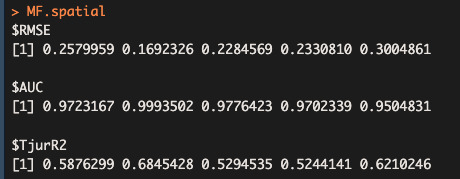 > MF.spatial
$RMSE
[1] 0.2579959 0.1692326 0.2284569 0.2330810 0.3004861
$AUC
[1] 0.9723167 0.9993502 0.9776423 0.9702339 0.9504831
$TjurR2
[1] 0.5876299 0.6845428 0.5294535 0.5244141 0.6210246